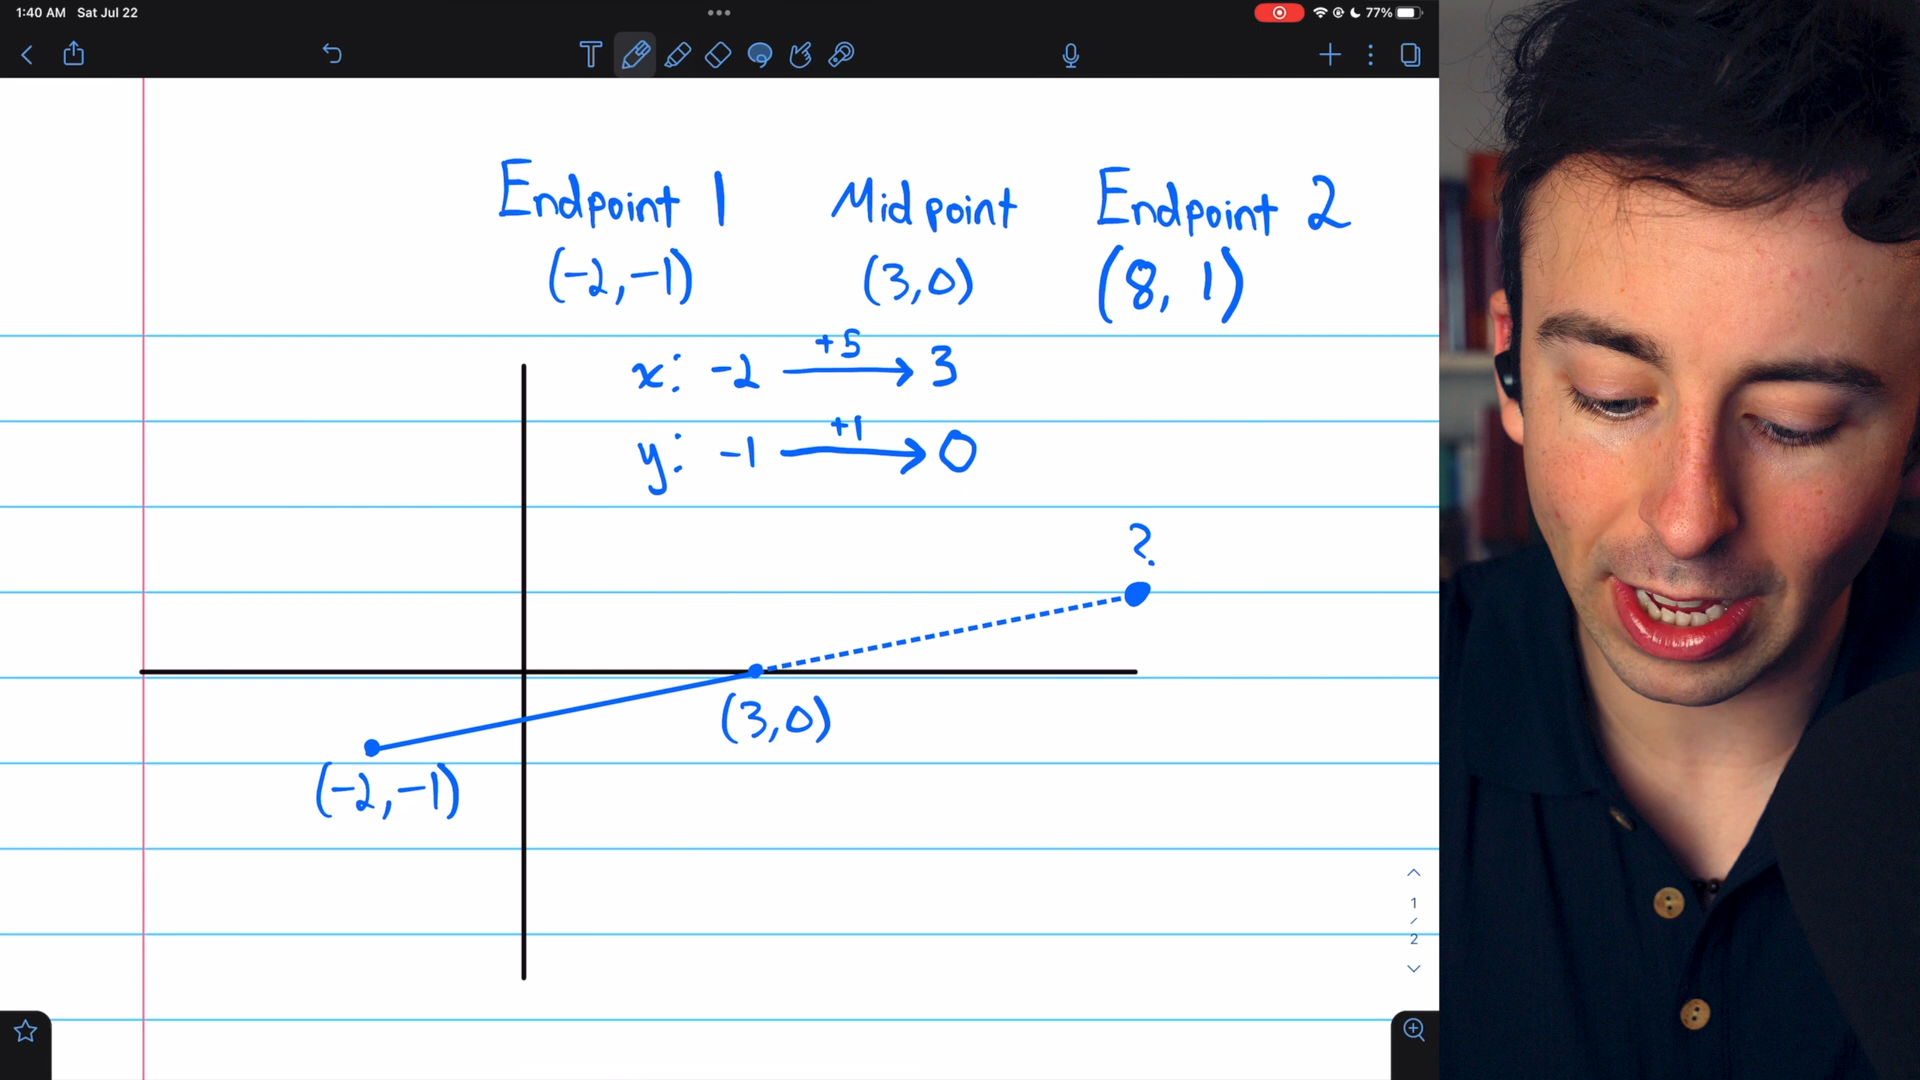 1:40 AM Sat Jul 22
77%
Endpoint 1 Midpoint Endpoint 2
(-2,-1) (3,0) (8, 1)
+5
x: -2 → 3
+1
y: -1 → 0
?
(3,0)
(-2,-1)
1
/
2